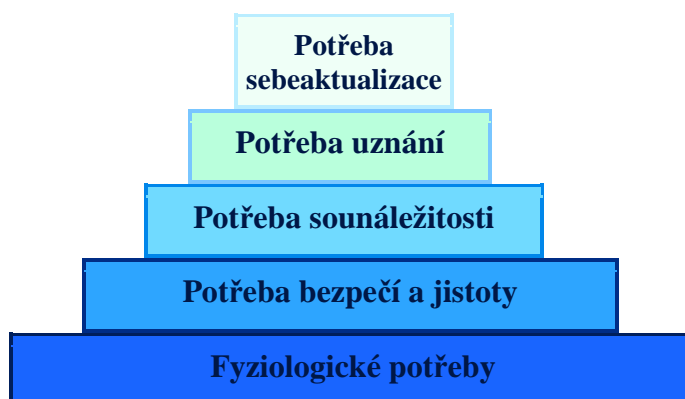 Potřeba
sebeaktualizace
Potřeba uznání
Potřeba sounáležitosti
Potřeba bezpečí a jistoty
Fyziologické potřeby